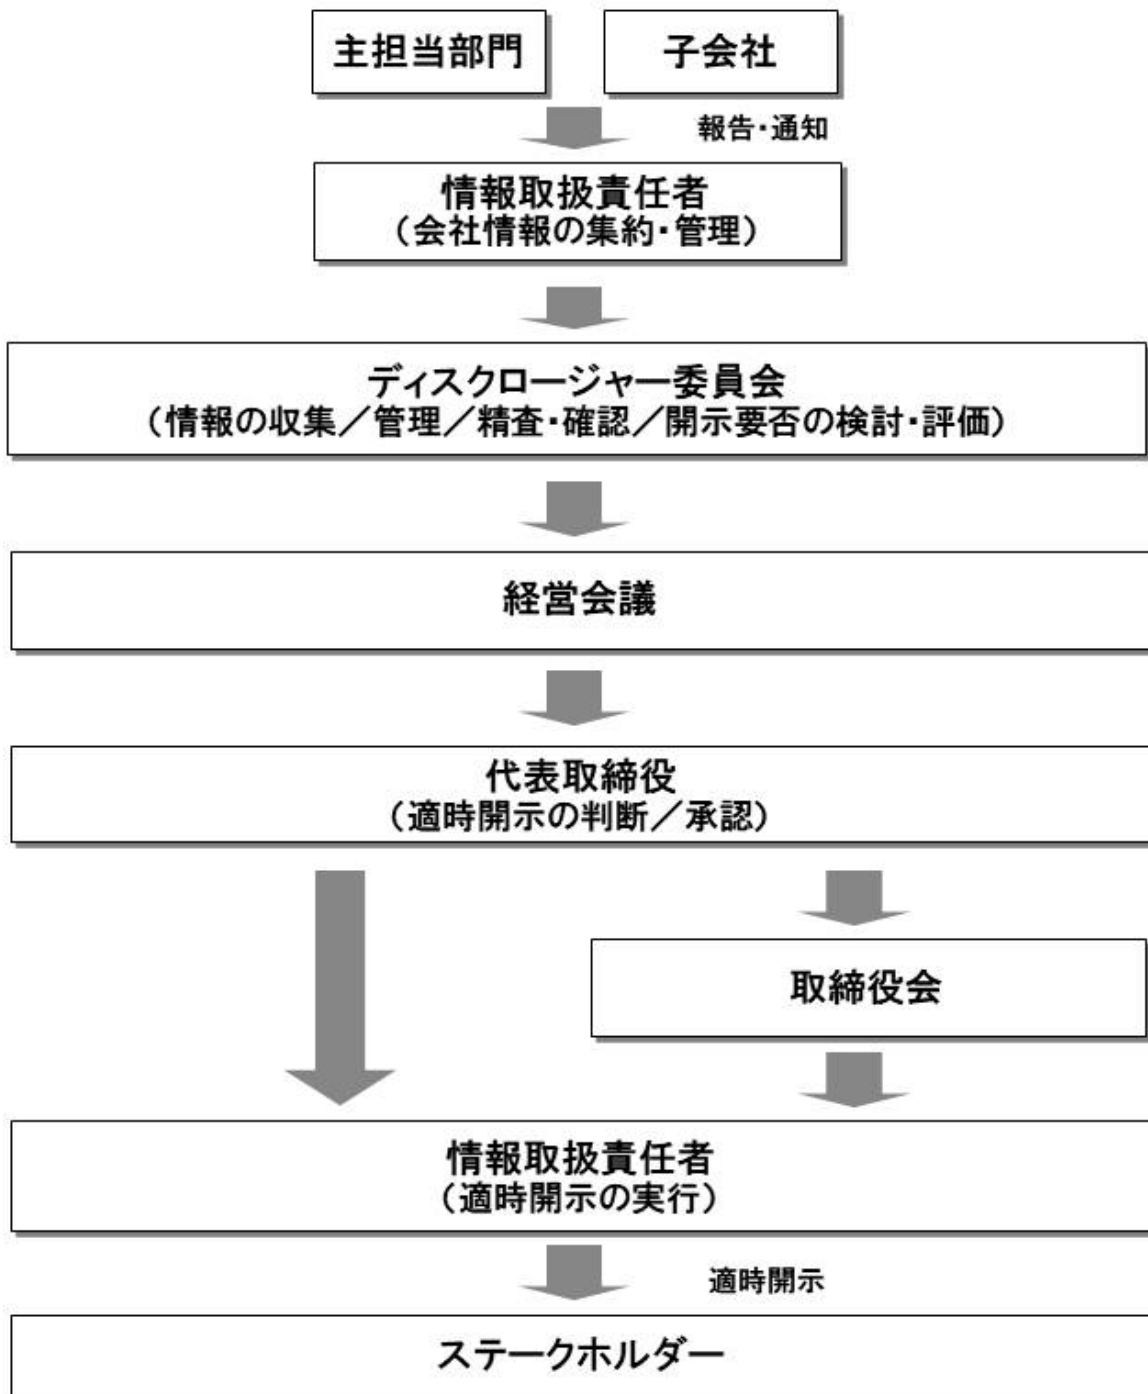 主担当部門
子会社
報告・通知
情報取扱責任者
（会社情報の集約・管理）
ディスクロージャー委員会
（情報の収集／管理／精査・確認／開示要否の検討・評価）
経営会議
代表取締役
（適時開示の判断／承認）
取締役会
情報取扱責任者
（適時開示の実行）
適時開示
ステークホルダー